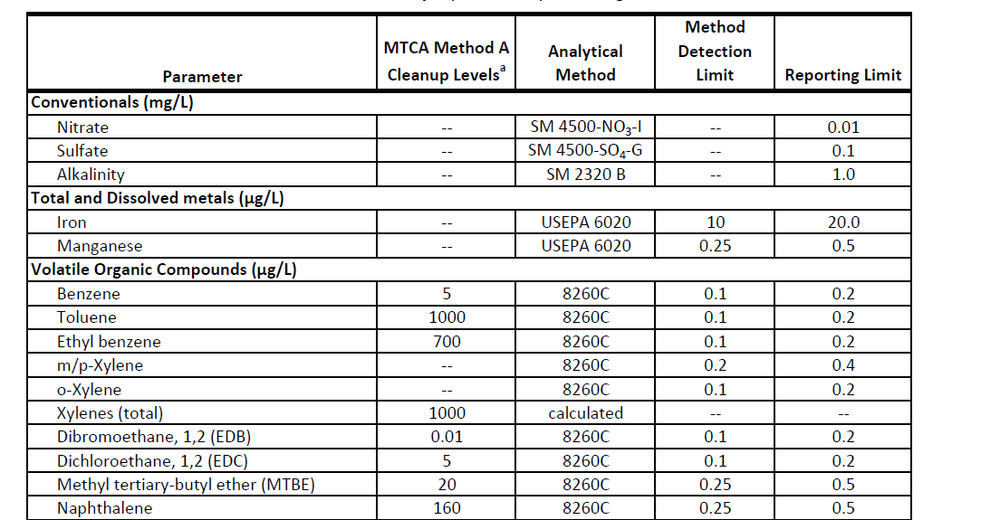 Parameter MTCA Method A Cleanup Levelsᵃ Analytical Method Method Detection Limit Reporting Limit
Conventionals (mg/L)
Nitrate -- SM 4500-NO₃-I -- 0.01
Sulfate -- SM 4500-SO₄-G -- 0.1
Alkalinity -- SM 2320 B -- 1.0
Total and Dissolved metals (µg/L)
Iron -- USEPA 6020 10 20.0
Manganese -- USEPA 6020 0.25 0.5
Volatile Organic Compounds (µg/L)
Benzene 5 8260C 0.1 0.2
Toluene 1000 8260C 0.1 0.2
Ethyl benzene 700 8260C 0.1 0.2
m/p-Xylene -- 8260C 0.2 0.4
o-Xylene -- 8260C 0.1 0.2
Xylenes (total) 1000 calculated -- --
Dibromoethane, 1,2 (EDB) 0.01 8260C 0.1 0.2
Dichloroethane, 1,2 (EDC) 5 8260C 0.1 0.2
Methyl tertiary-butyl ether (MTBE) 20 8260C 0.25 0.5
Naphthalene 160 8260C 0.25 0.5